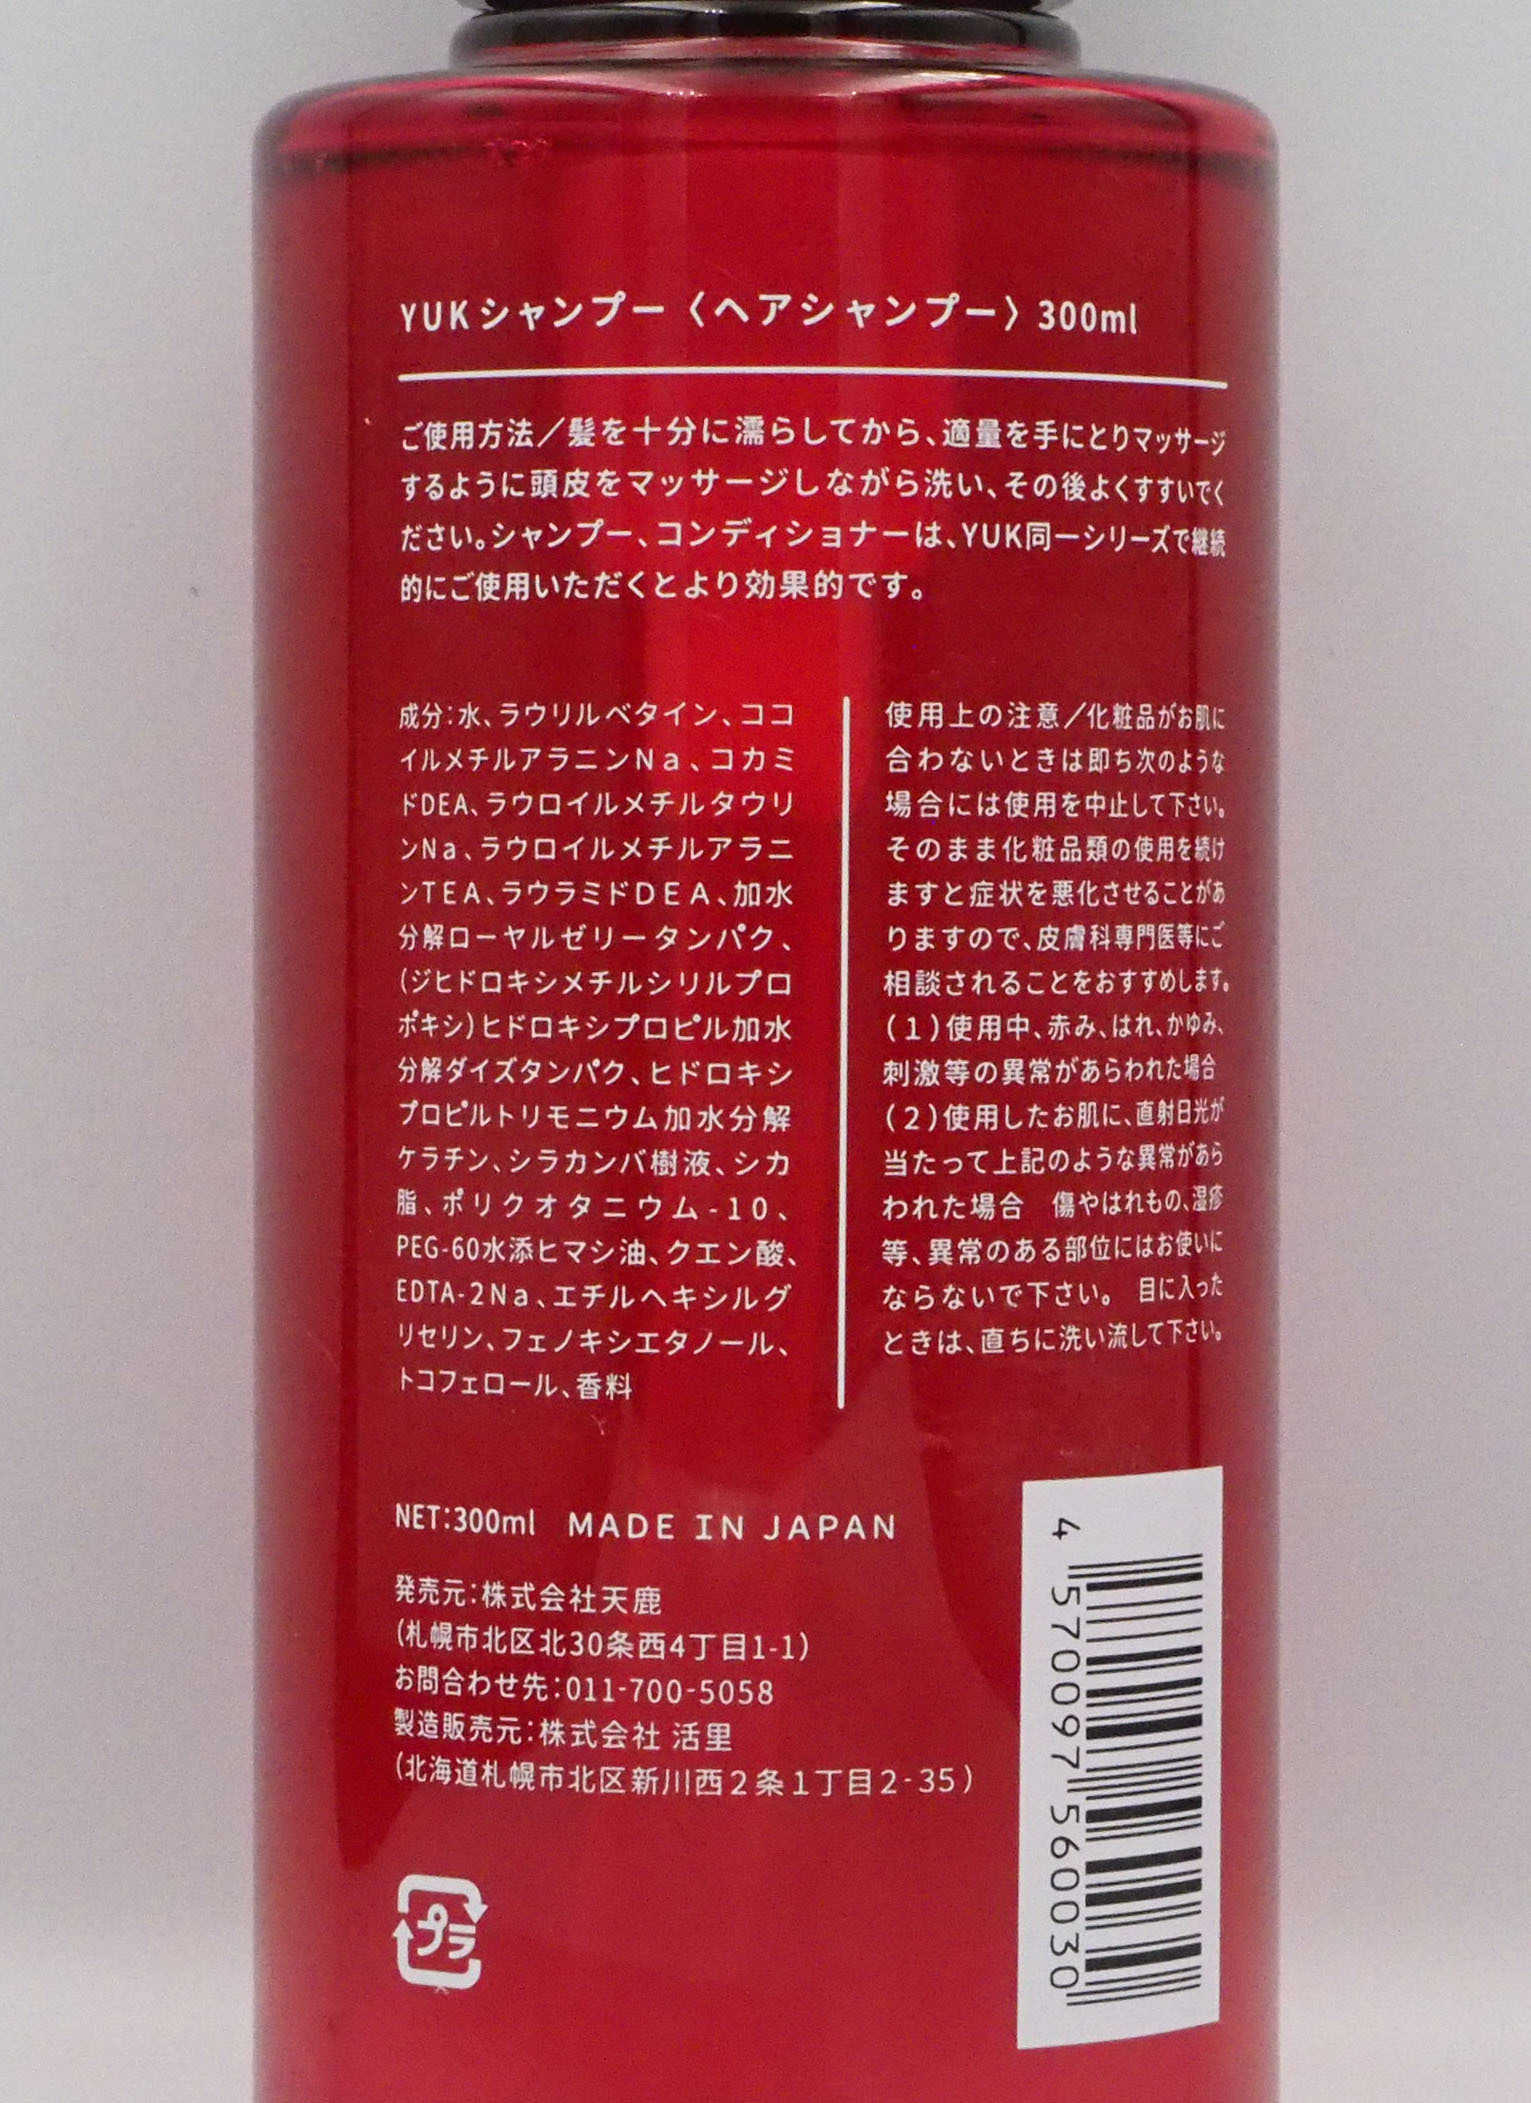 YUKシャンプー〈ヘアシャンプー〉300ml
ご使用方法／髪を十分に濡らしてから、適量を手にとりマッサージ
するように頭皮をマッサージしながら洗い、その後よくすすいでく
ださい。シャンプー、コンディショナーは、YUK同一シリーズで継続
的にご使用いただくとより効果的です。
成分：水、ラウリルベタイン、ココ
イルメチルアラニンNa、コカミ
ドDEA、ラウロイルメチルタウリ
ンNa、ラウロイルメチルアラニ
ンTEA、ラウラミドDEA、加水
分解ローヤルゼリータンパク、
(ジヒドロキシメチルシリルプロ
ポキシ)ヒドロキシプロピル加水
分解ダイズタンパク、ヒドロキシ
プロピルトリモニウム加水分解
ケラチン、シラカンバ樹液、シカ
脂、ポリクオタニウム-10、
PEG-60水添ヒマシ油、クエン酸、
EDTA-2Na、エチルヘキシルグ
リセリン、フェノキシエタノール、
トコフェロール、香料
使用上の注意／化粧品がお肌に
合わないときは即ち次のような
場合には使用を中止して下さい。
そのまま化粧品類の使用を続け
ますと症状を悪化させることがあ
りますので、皮膚科専門医等にご
相談されることをおすすめします。
(1)使用中、赤み、はれ、かゆみ、
刺激等の異常があらわれた場合
(2)使用したお肌に、直射日光が
当たって上記のような異常があら
われた場合　傷やはれもの、湿疹
等、異常のある部位にはお使いに
ならないで下さい。　目に入った
ときは、直ちに洗い流して下さい。
NET:300ml　MADE IN JAPAN
発売元：株式会社天鹿
(札幌市北区北30条西4丁目1-1)
お問合わせ先：011-700-5058
製造販売元：株式会社 活里
(北海道札幌市北区新川西2条1丁目2-35)
プラ
4 570097 560030